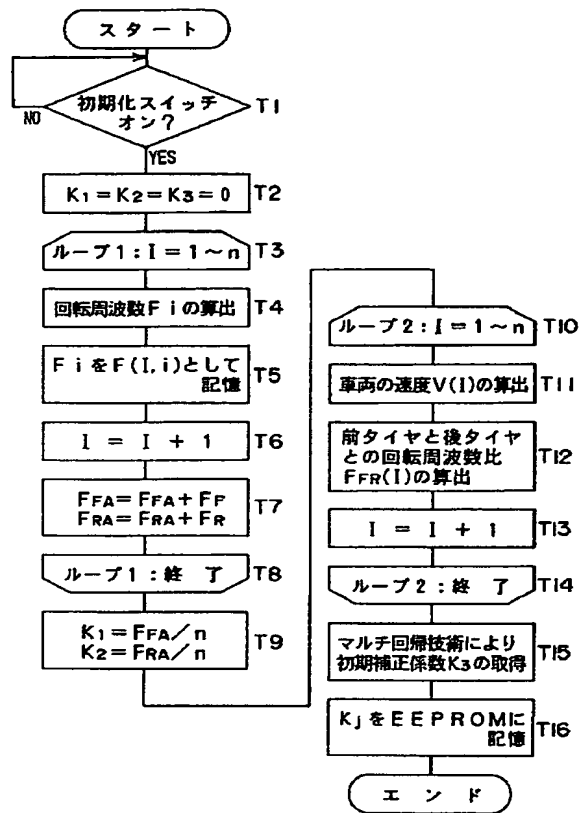 スタート
初期化スイッチ
オン?
T1
NO
YES
K₁=K₂=K₃=0
T2
ループ1:I=1~n
T3
回転周波数Fiの算出
T4
FiをF(I,i)として
記憶
T5
I = I + 1
T6
FFA=FFA+FF
FRA=FRA+FR
T7
ループ1:終 了
T8
K₁=FFA/n
K₂=FRA/n
T9
ループ2:I=1~n
T10
車両の速度V(I)の算出
T11
前タイヤと後タイヤ
との回転周波数比
FFR(I)の算出
T12
I = I + 1
T13
ループ2:終 了
T14
マルチ回帰技術により
初期補正係数K₃の取得
T15
KjをEEPROMに
記憶
T16
エンド